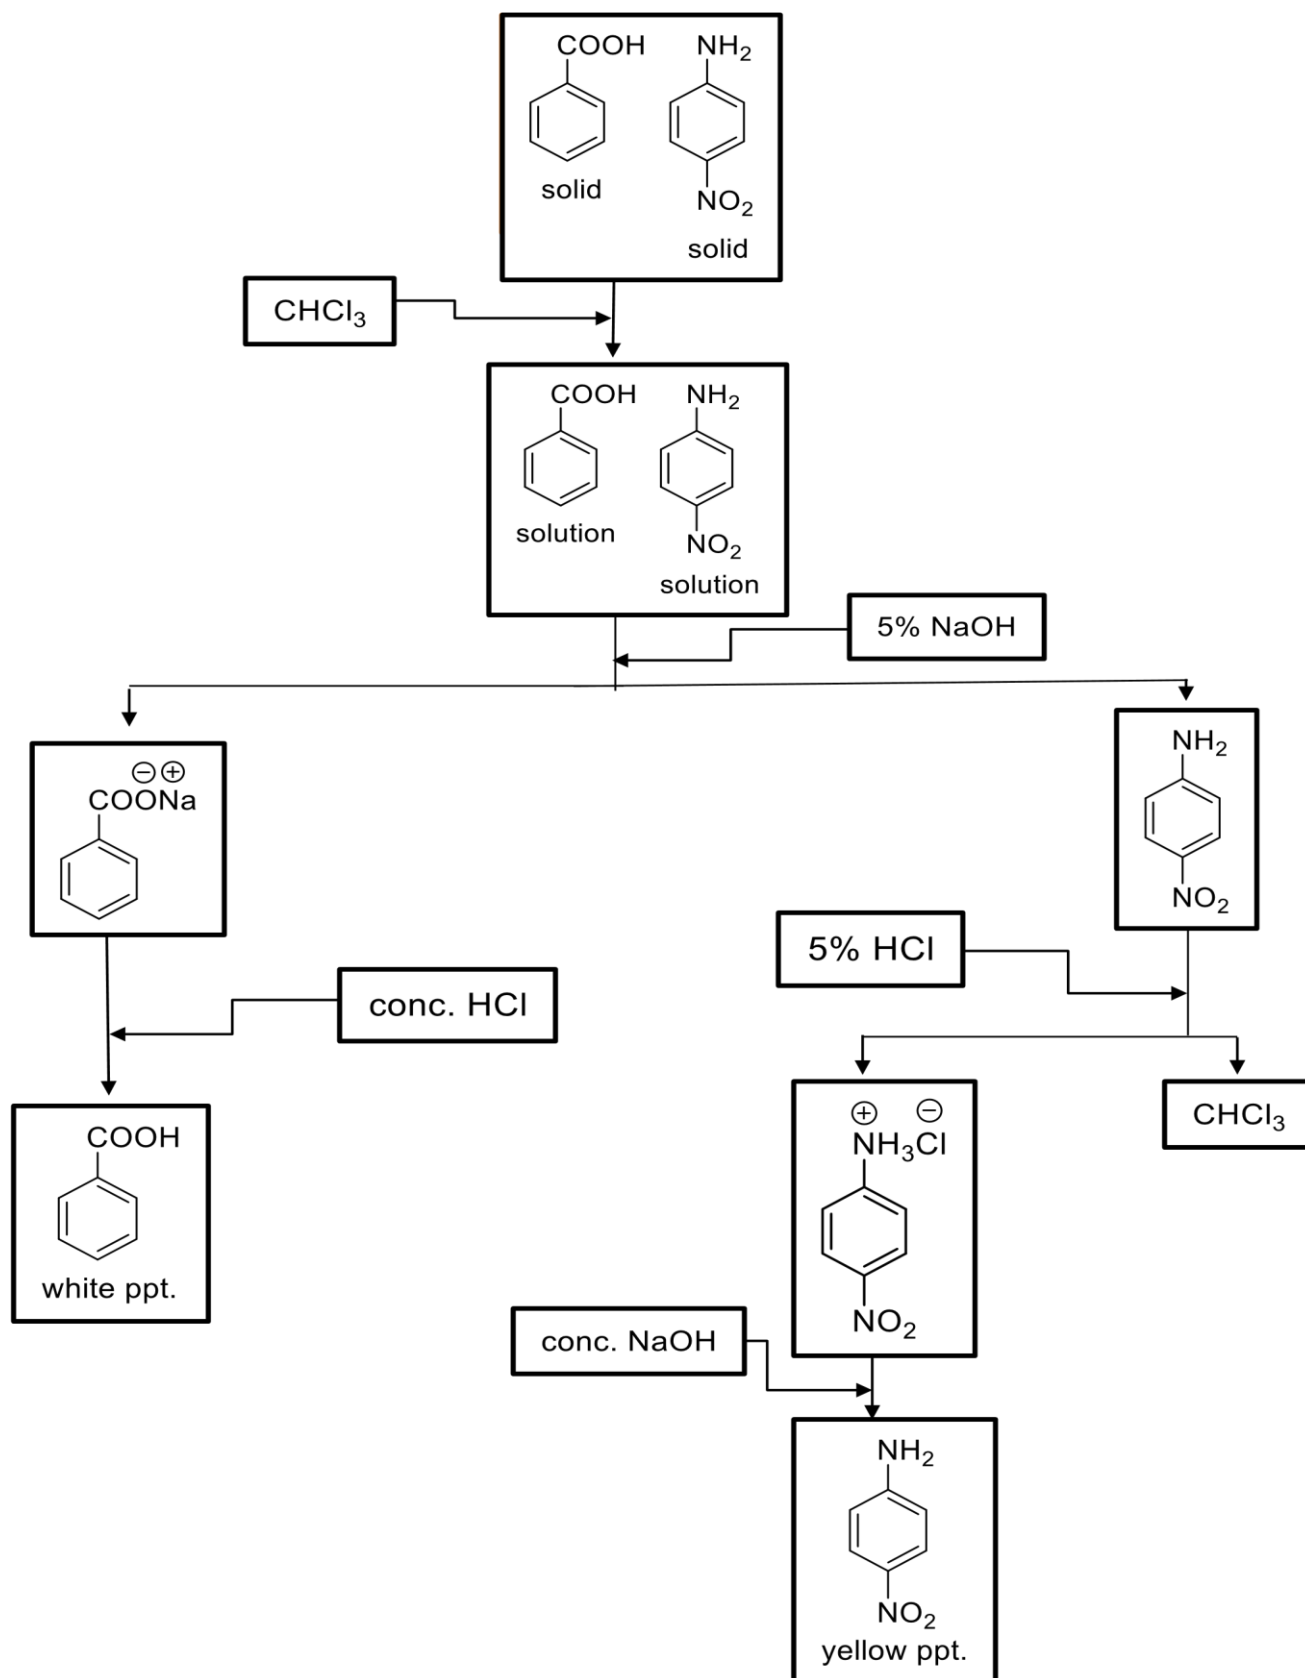 COOH
NH₂
solid
NO₂
solid
CHCl₃
COOH
NH₂
solution
NO₂
solution
5% NaOH
⊖⊕
COONa
NH₂
NO₂
5% HCl
conc. HCl
COOH
white ppt.
⊕ ⊖
NH₃Cl
NO₂
CHCl₃
conc. NaOH
NH₂
NO₂
yellow ppt.